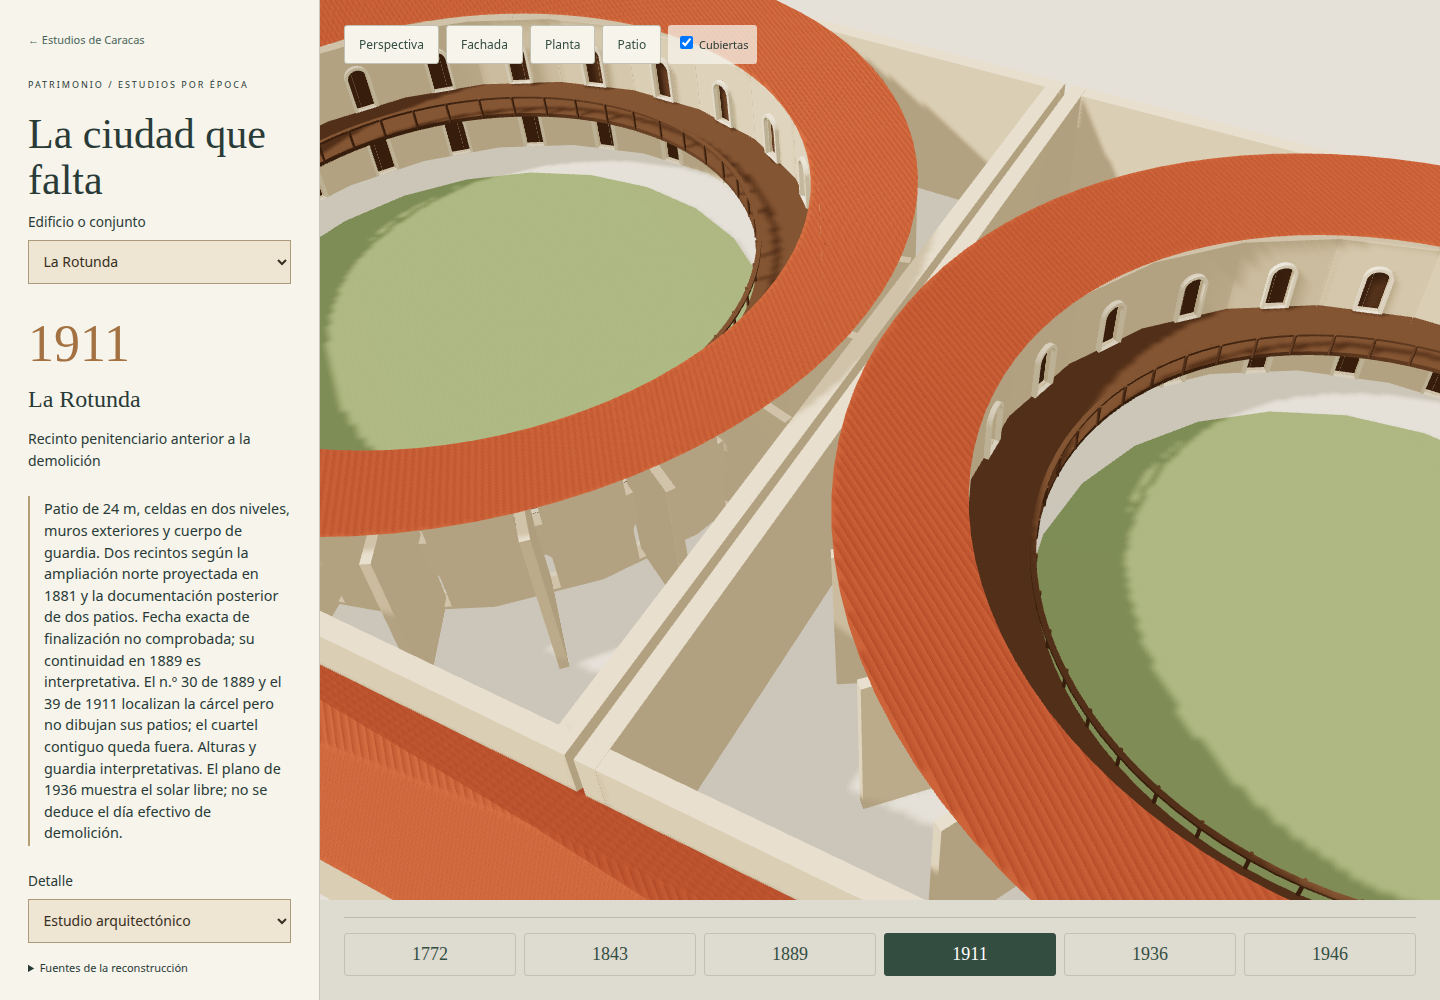 ← Estudios de Caracas
PATRIMONIO / ESTUDIOS POR ÉPOCA
La ciudad que
falta
Edificio o conjunto
La Rotunda
1911
La Rotunda
Recinto penitenciario anterior a la
demolición
Patio de 24 m, celdas en dos niveles,
muros exteriores y cuerpo de
guardia. Dos recintos según la
ampliación norte proyectada en
1881 y la documentación posterior
de dos patios. Fecha exacta de
finalización no comprobada; su
continuidad en 1889 es
interpretativa. El n.º 30 de 1889 y el
39 de 1911 localizan la cárcel pero
no dibujan sus patios; el cuartel
contiguo queda fuera. Alturas y
guardia interpretativas. El plano de
1936 muestra el solar libre; no se
deduce el día efectivo de
demolición.
Detalle
Estudio arquitectónico
Fuentes de la reconstrucción
Perspectiva Fachada Planta Patio Cubiertas
1772 1843 1889 1911 1936 1946